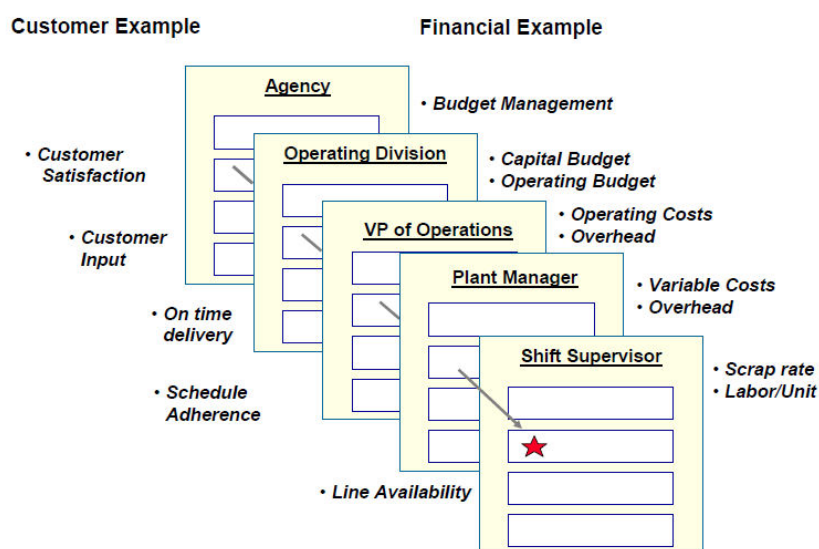 Customer Example
Financial Example
Agency
• Budget Management
• Customer
Satisfaction
Operating Division
• Capital Budget
• Operating Budget
• Customer
Input
VP of Operations
• Operating Costs
• Overhead
• On time
delivery
Plant Manager
• Variable Costs
• Overhead
• Schedule
Adherence
Shift Supervisor
• Scrap rate
• Labor/Unit
• Line Availability